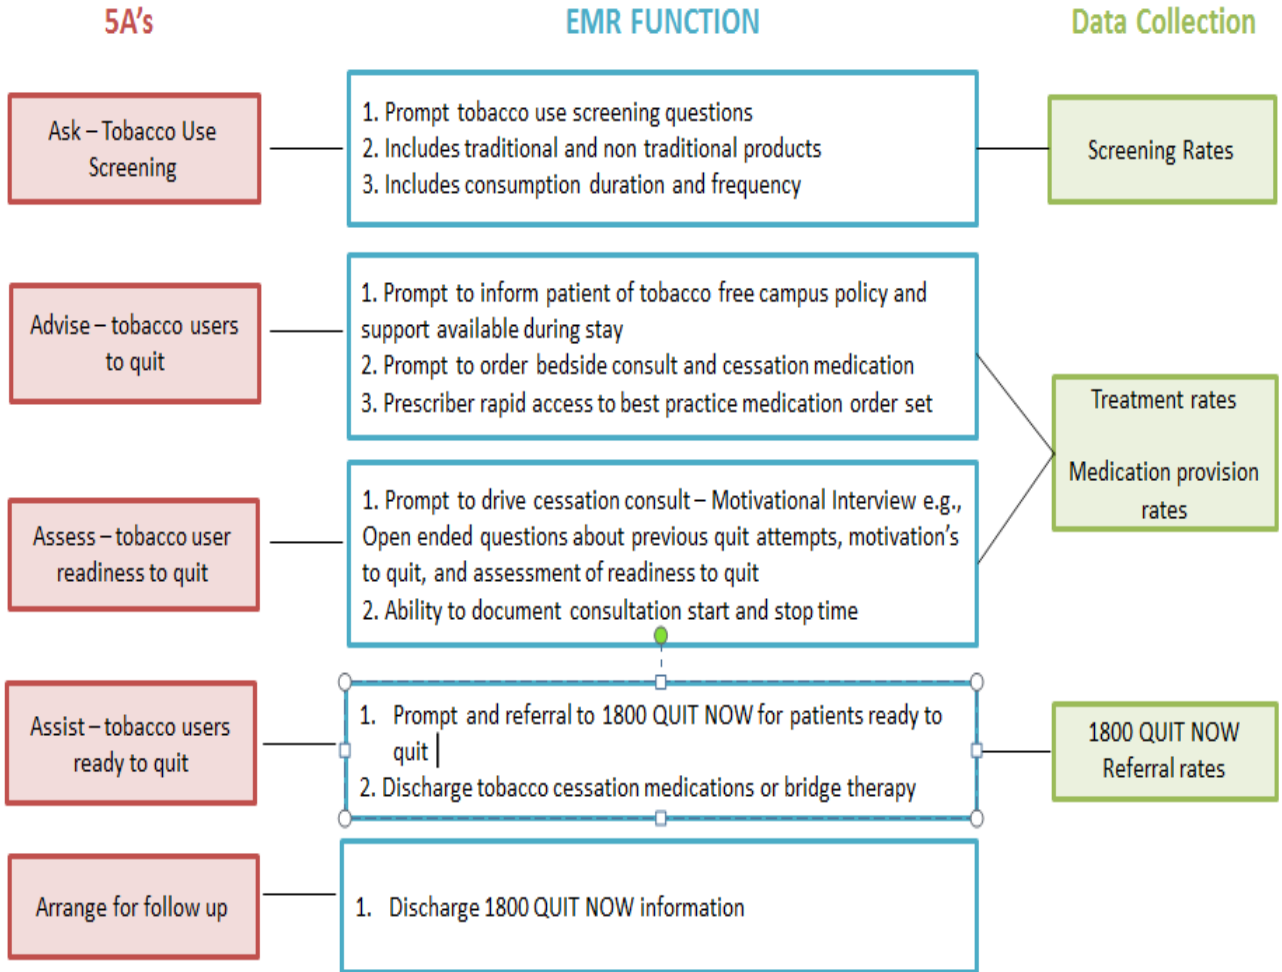 5A's
EMR FUNCTION
Data Collection
Ask – Tobacco Use
Screening
1. Prompt tobacco use screening questions
2. Includes traditional and non traditional products
3. Includes consumption duration and frequency
Screening Rates
Advise – tobacco users
to quit
1. Prompt to inform patient of tobacco free campus policy and
support available during stay
2. Prompt to order bedside consult and cessation medication
3. Prescriber rapid access to best practice medication order set
Treatment rates
Medication provision
rates
Assess – tobacco user
readiness to quit
1. Prompt to drive cessation consult – Motivational Interview e.g.,
Open ended questions about previous quit attempts, motivation's
to quit, and assessment of readiness to quit
2. Ability to document consultation start and stop time
Assist – tobacco users
ready to quit
1. Prompt and referral to 1800 QUIT NOW for patients ready to
quit
2. Discharge tobacco cessation medications or bridge therapy
1800 QUIT NOW
Referral rates
Arrange for follow up
1. Discharge 1800 QUIT NOW information